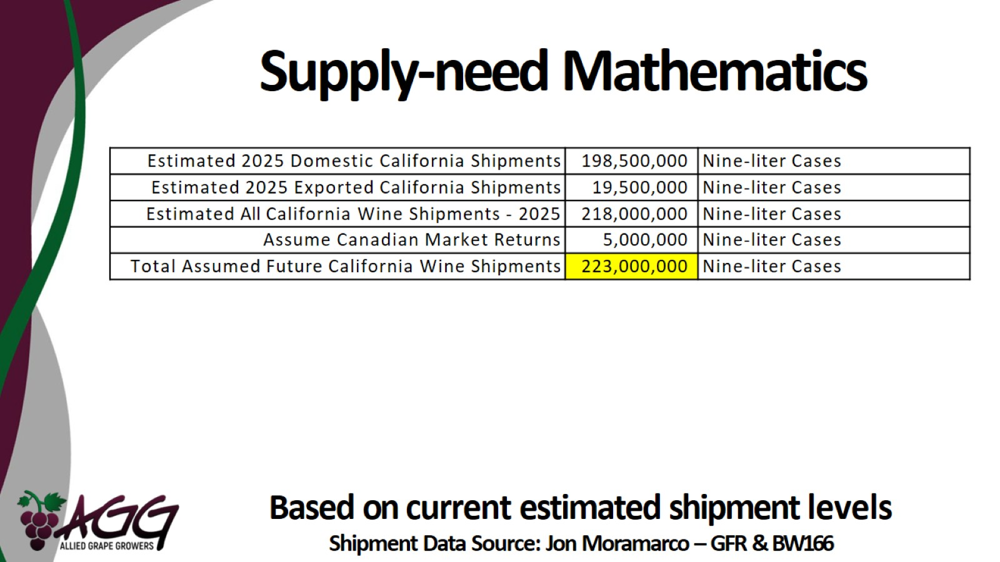 Supply-need Mathematics
Estimated 2025 Domestic California Shipments 198,500,000 Nine-liter Cases
Estimated 2025 Exported California Shipments 19,500,000 Nine-liter Cases
Estimated All California Wine Shipments - 2025 218,000,000 Nine-liter Cases
Assume Canadian Market Returns 5,000,000 Nine-liter Cases
Total Assumed Future California Wine Shipments 223,000,000 Nine-liter Cases
Based on current estimated shipment levels
Shipment Data Source: Jon Moramarco – GFR & BW166
AGG
ALLIED GRAPE GROWERS